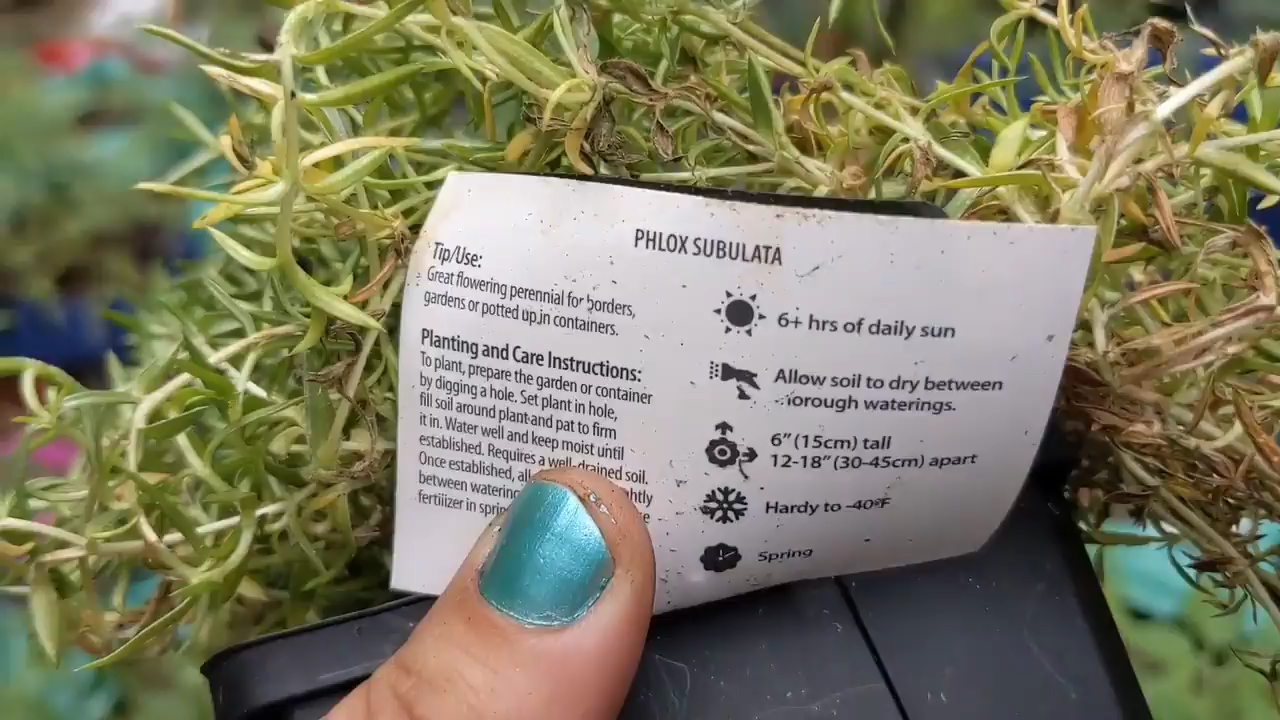 PHLOX SUBULATA
Tip/Use:
Great flowering perennial for borders,
gardens or potted up in containers.
Planting and Care Instructions:
To plant, prepare the garden or container
by digging a hole. Set plant in hole,
fill soil around plant and pat to firm
it in. Water well and keep moist until
established. Requires a well-drained soil.
Once established,
between
fertilizer in
6+ hrs of daily sun
Allow soil to dry between
waterings.
6” (15cm) tall
12-18” (30-45cm) apart
Hardy to -40°F
Spring